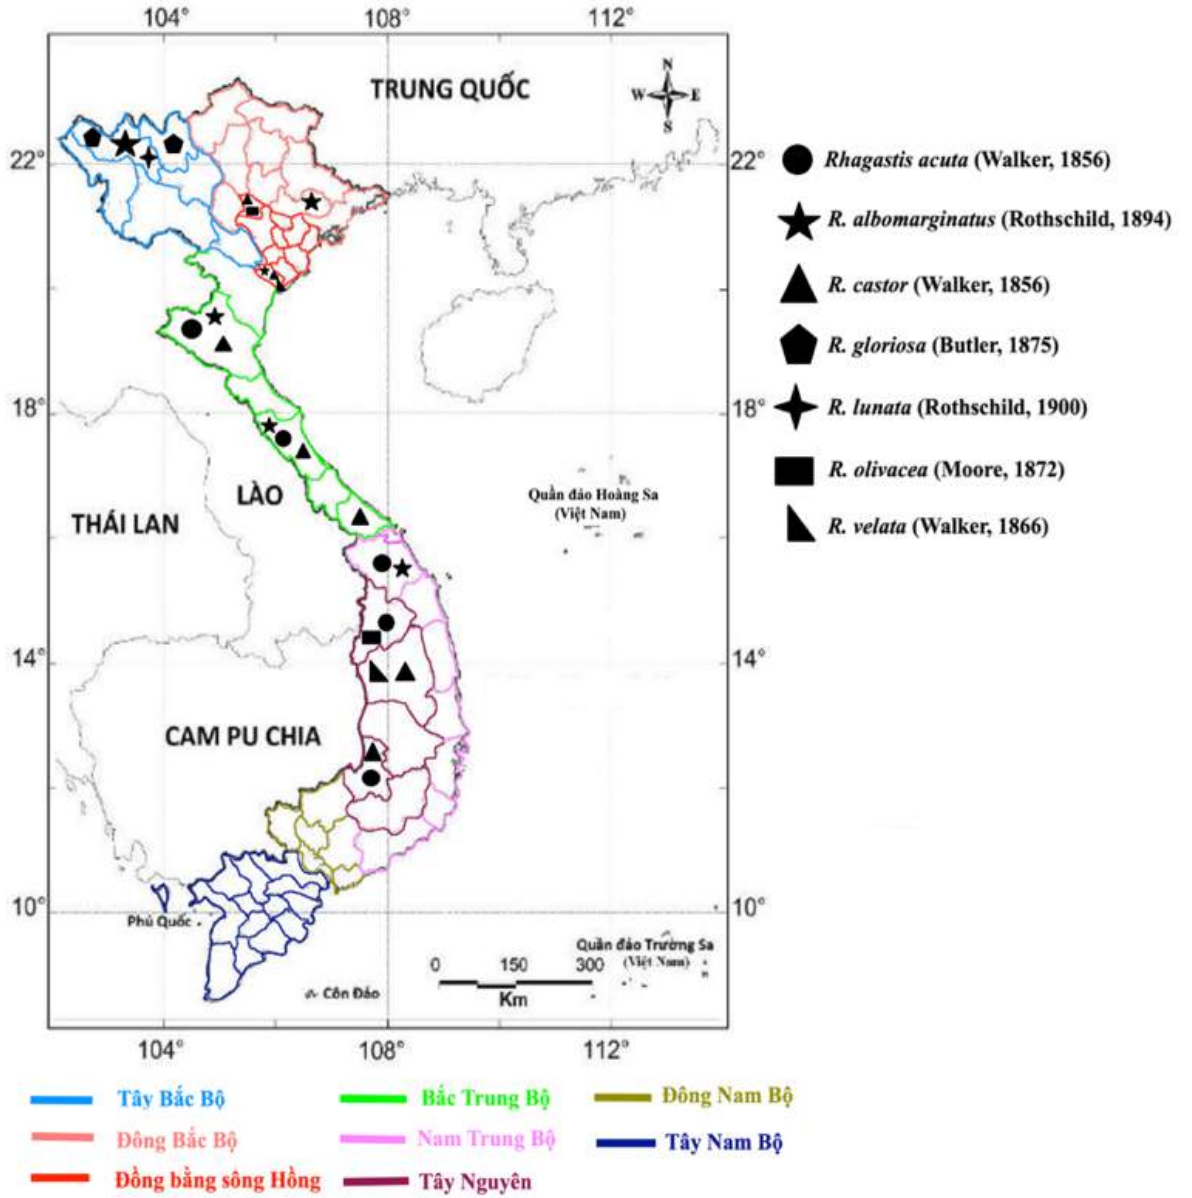 104° 108° 112°
TRUNG QUỐC
N
W E
S
22° 22°
Rhagastis acuta (Walker, 1856)
R. albomarginatus (Rothschild, 1894)
R. castor (Walker, 1856)
R. gloriosa (Butler, 1875)
18° 18°
R. lunata (Rothschild, 1900)
R. olivacea (Moore, 1872)
R. velata (Walker, 1866)
LÀO
THÁI LAN
Quần đảo Hoàng Sa
(Việt Nam)
14° 14°
CAM PU CHIA
10° 10°
Phú Quốc
Quần đảo Trường Sa
(Việt Nam)
0 150 300
Km
Côn Đảo
104° 108° 112°
Tây Bắc Bộ
Bắc Trung Bộ
Đông Nam Bộ
Đông Bắc Bộ
Nam Trung Bộ
Tây Nam Bộ
Đồng bằng sông Hồng
Tây Nguyên